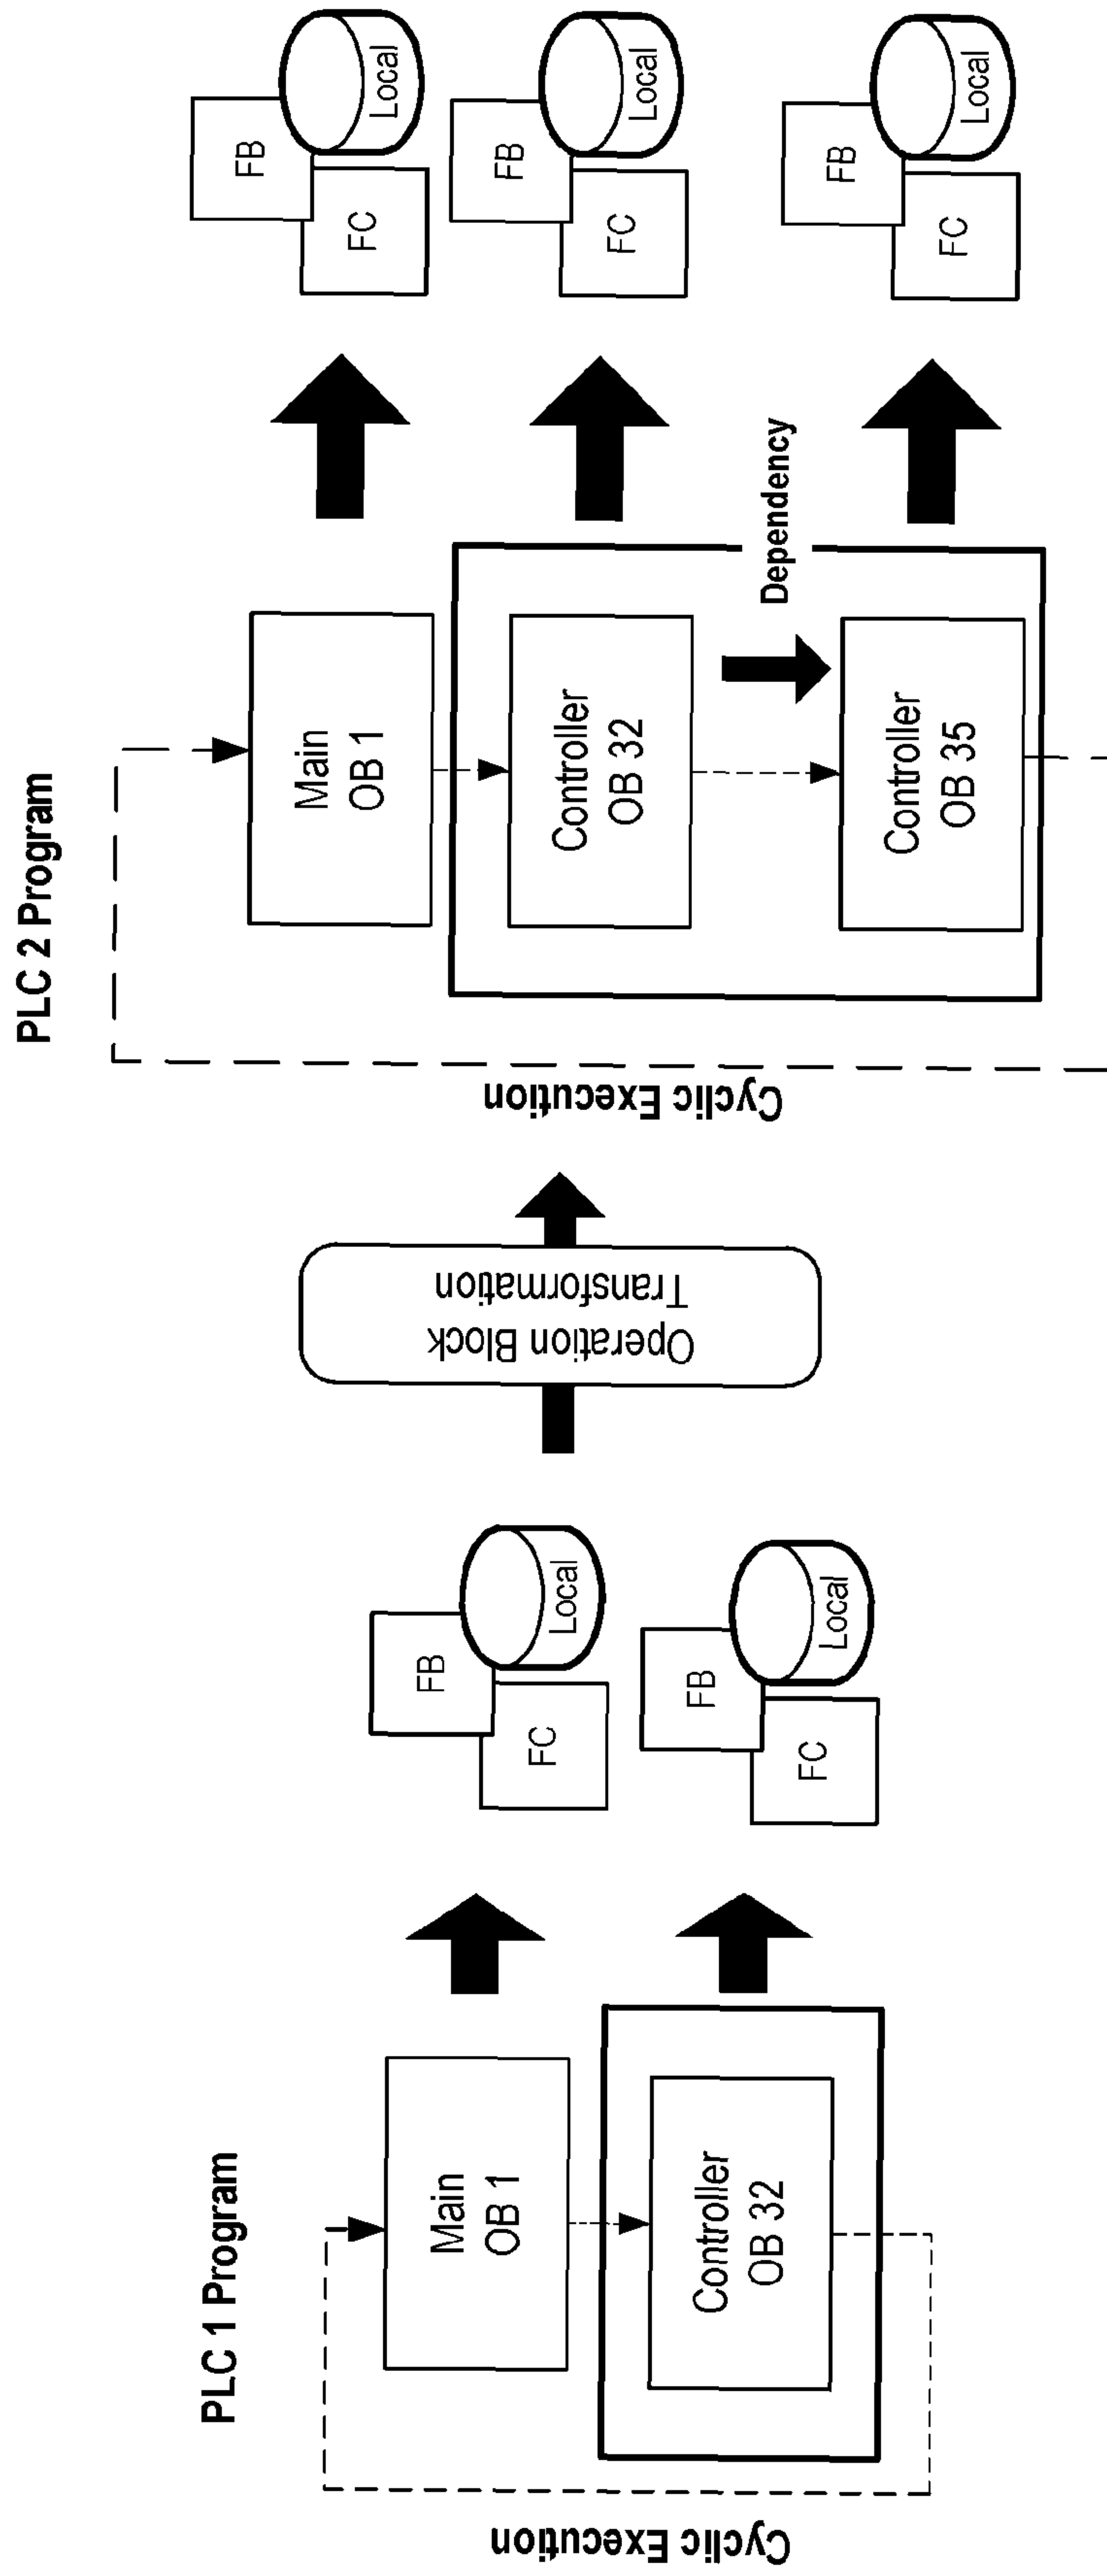 PLC 1 Program
Cyclic Execution
Main
OB 1
Controller
OB 32
FB
FC
Local
FB
FC
Local
Operation Block
Transformation
PLC 2 Program
Cyclic Execution
Main
OB 1
Controller
OB 32
Dependency
Controller
OB 35
FB
FC
Local
FB
FC
Local
FB
FC
Local